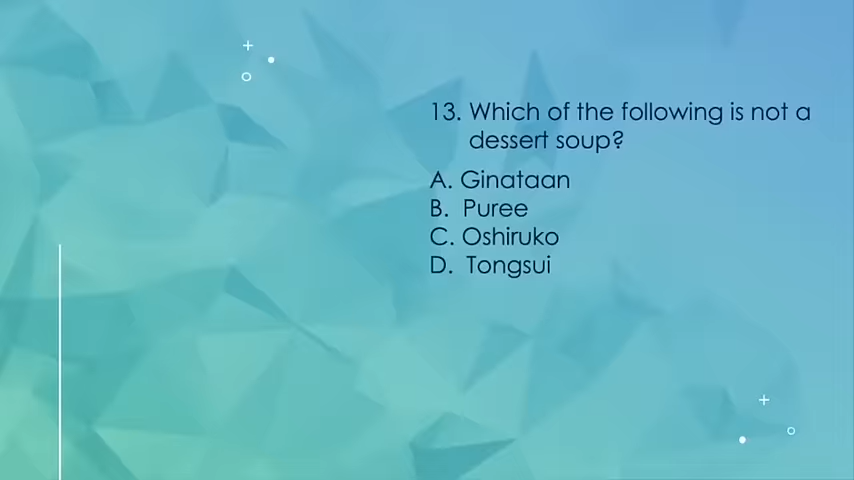 13. Which of the following is not a
dessert soup?
A. Ginataan
B. Puree
C. Oshiruko
D. Tongsui